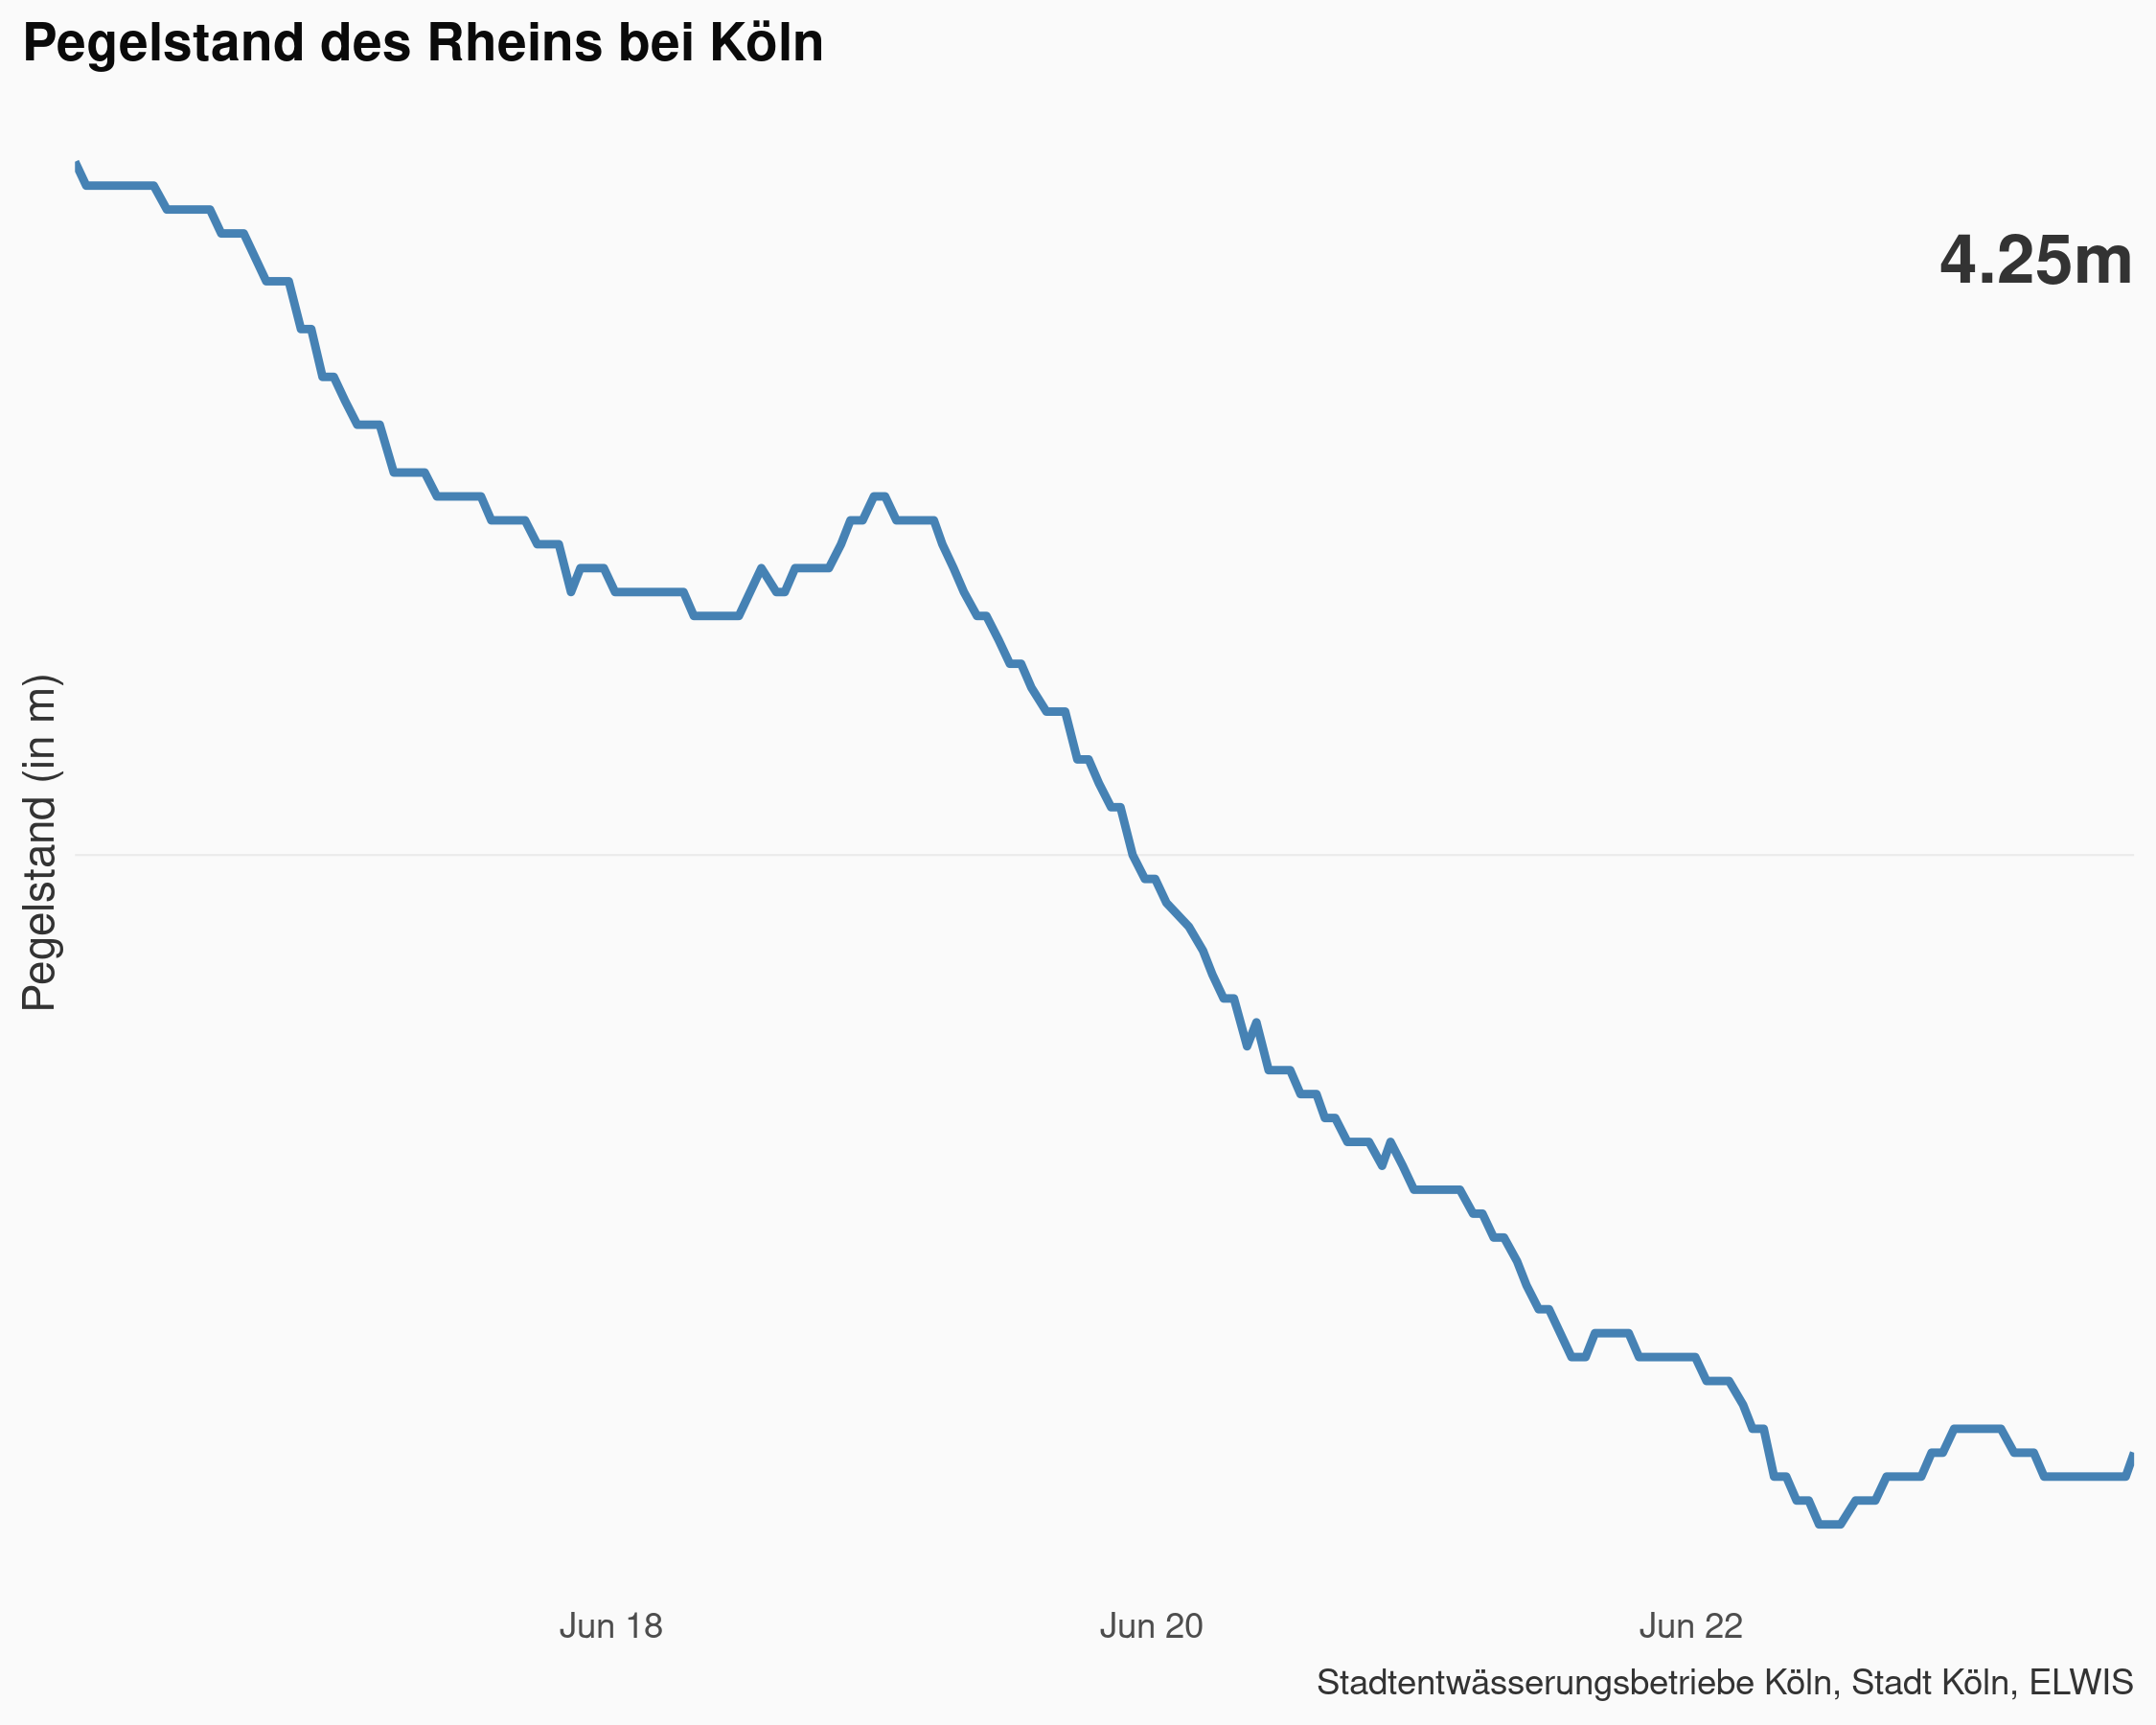 Pegelstand des Rheins bei Köln
4.25m
Pegelstand (in m)
Jun 18
Jun 20
Jun 22
Stadtentwässerungsbetriebe Köln, Stadt Köln, ELWIS